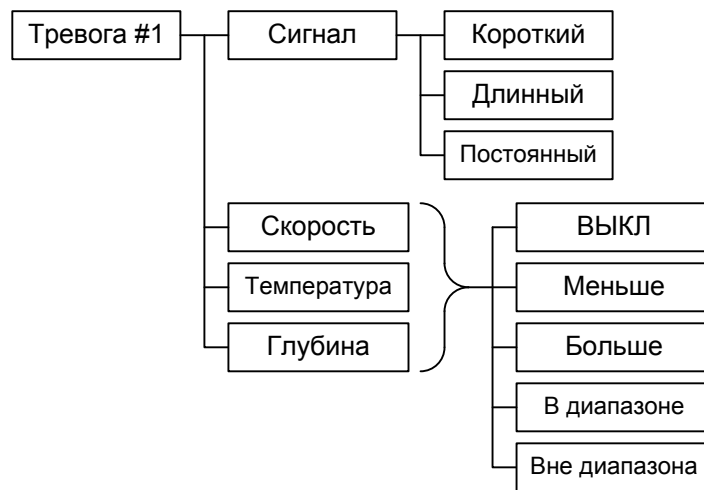 Тревога #1
Сигнал
Короткий
Длинный
Постоянный
Скорость
Температура
Глубина
ВЫКЛ
Меньше
Больше
В диапазоне
Вне диапазона